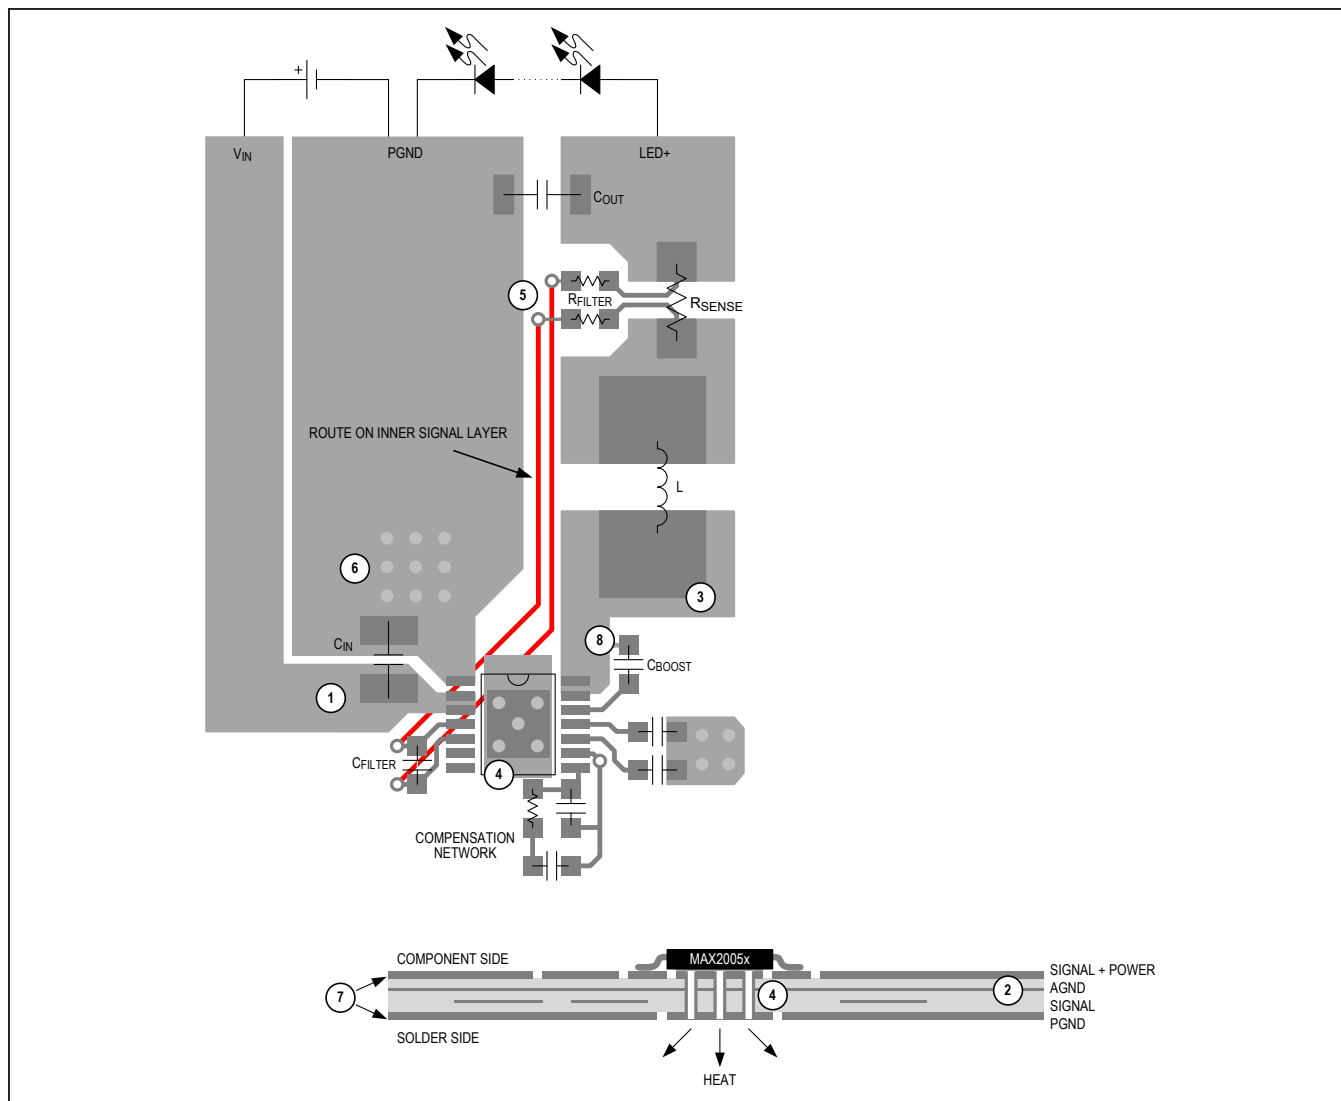 +
VIN
PGND
LED+
COUT
5
RFILTER
RSENSE
ROUTE ON INNER SIGNAL LAYER
L
6
3
CIN
8
CBOOST
1
CFILTER
4
COMPENSATION
NETWORK
COMPONENT SIDE
MAX2005x
SIGNAL + POWER
7
4
2
AGND
SIGNAL
PGND
SOLDER SIDE
HEAT